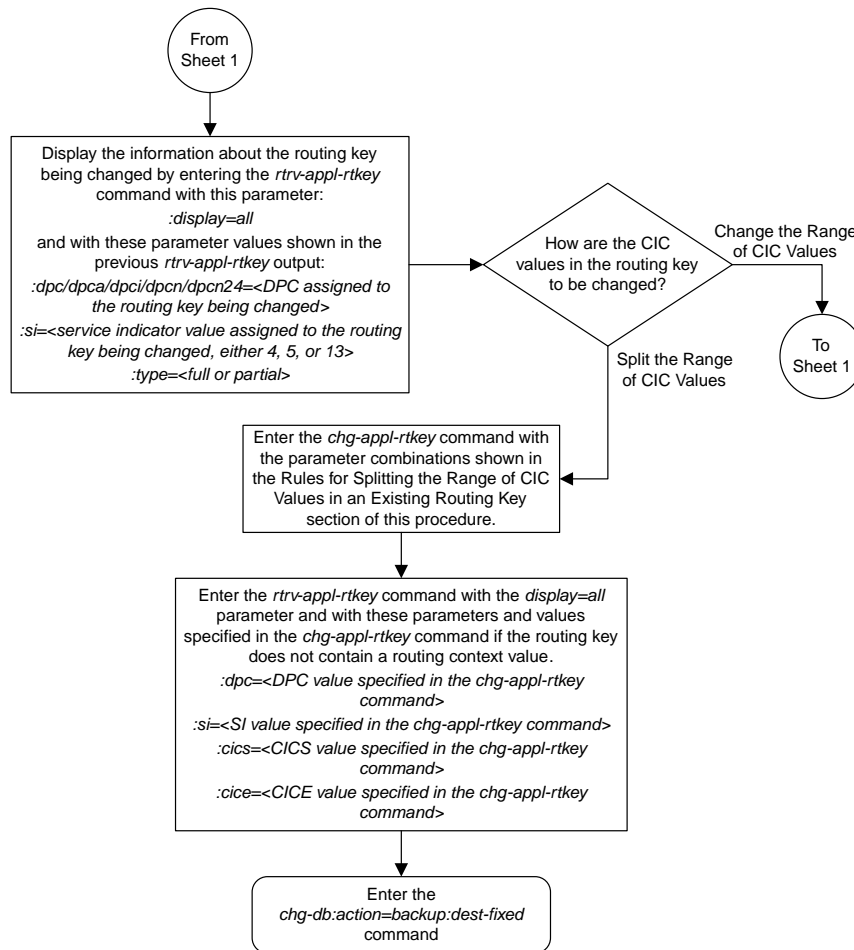 From
Sheet 1
Display the information about the routing key
being changed by entering the rtrv-appl-rtkey
command with this parameter:
:display=all
and with these parameter values shown in the
previous rtrv-appl-rtkey output:
:dpc/dpca/dpci/dpcn/dpcn24=<DPC assigned to
the routing key being changed>
:si=<service indicator value assigned to the routing
key being changed, either 4, 5, or 13>
:type=<full or partial>
How are the CIC
values in the routing key
to be changed?
Change the Range
of CIC Values
To
Sheet 1
Split the Range
of CIC Values
Enter the chg-appl-rtkey command with
the parameter combinations shown in
the Rules for Splitting the Range of CIC
Values in an Existing Routing Key
section of this procedure.
Enter the rtrv-appl-rtkey command with the display=all
parameter and with these parameters and values
specified in the chg-appl-rtkey command if the routing key
does not contain a routing context value.
:dpc=<DPC value specified in the chg-appl-rtkey
command>
:si=<SI value specified in the chg-appl-rtkey command>
:cics=<CICS value specified in the chg-appl-rtkey
command>
:cice=<CICE value specified in the chg-appl-rtkey
command>
Enter the
chg-db:action=backup:dest-fixed
command